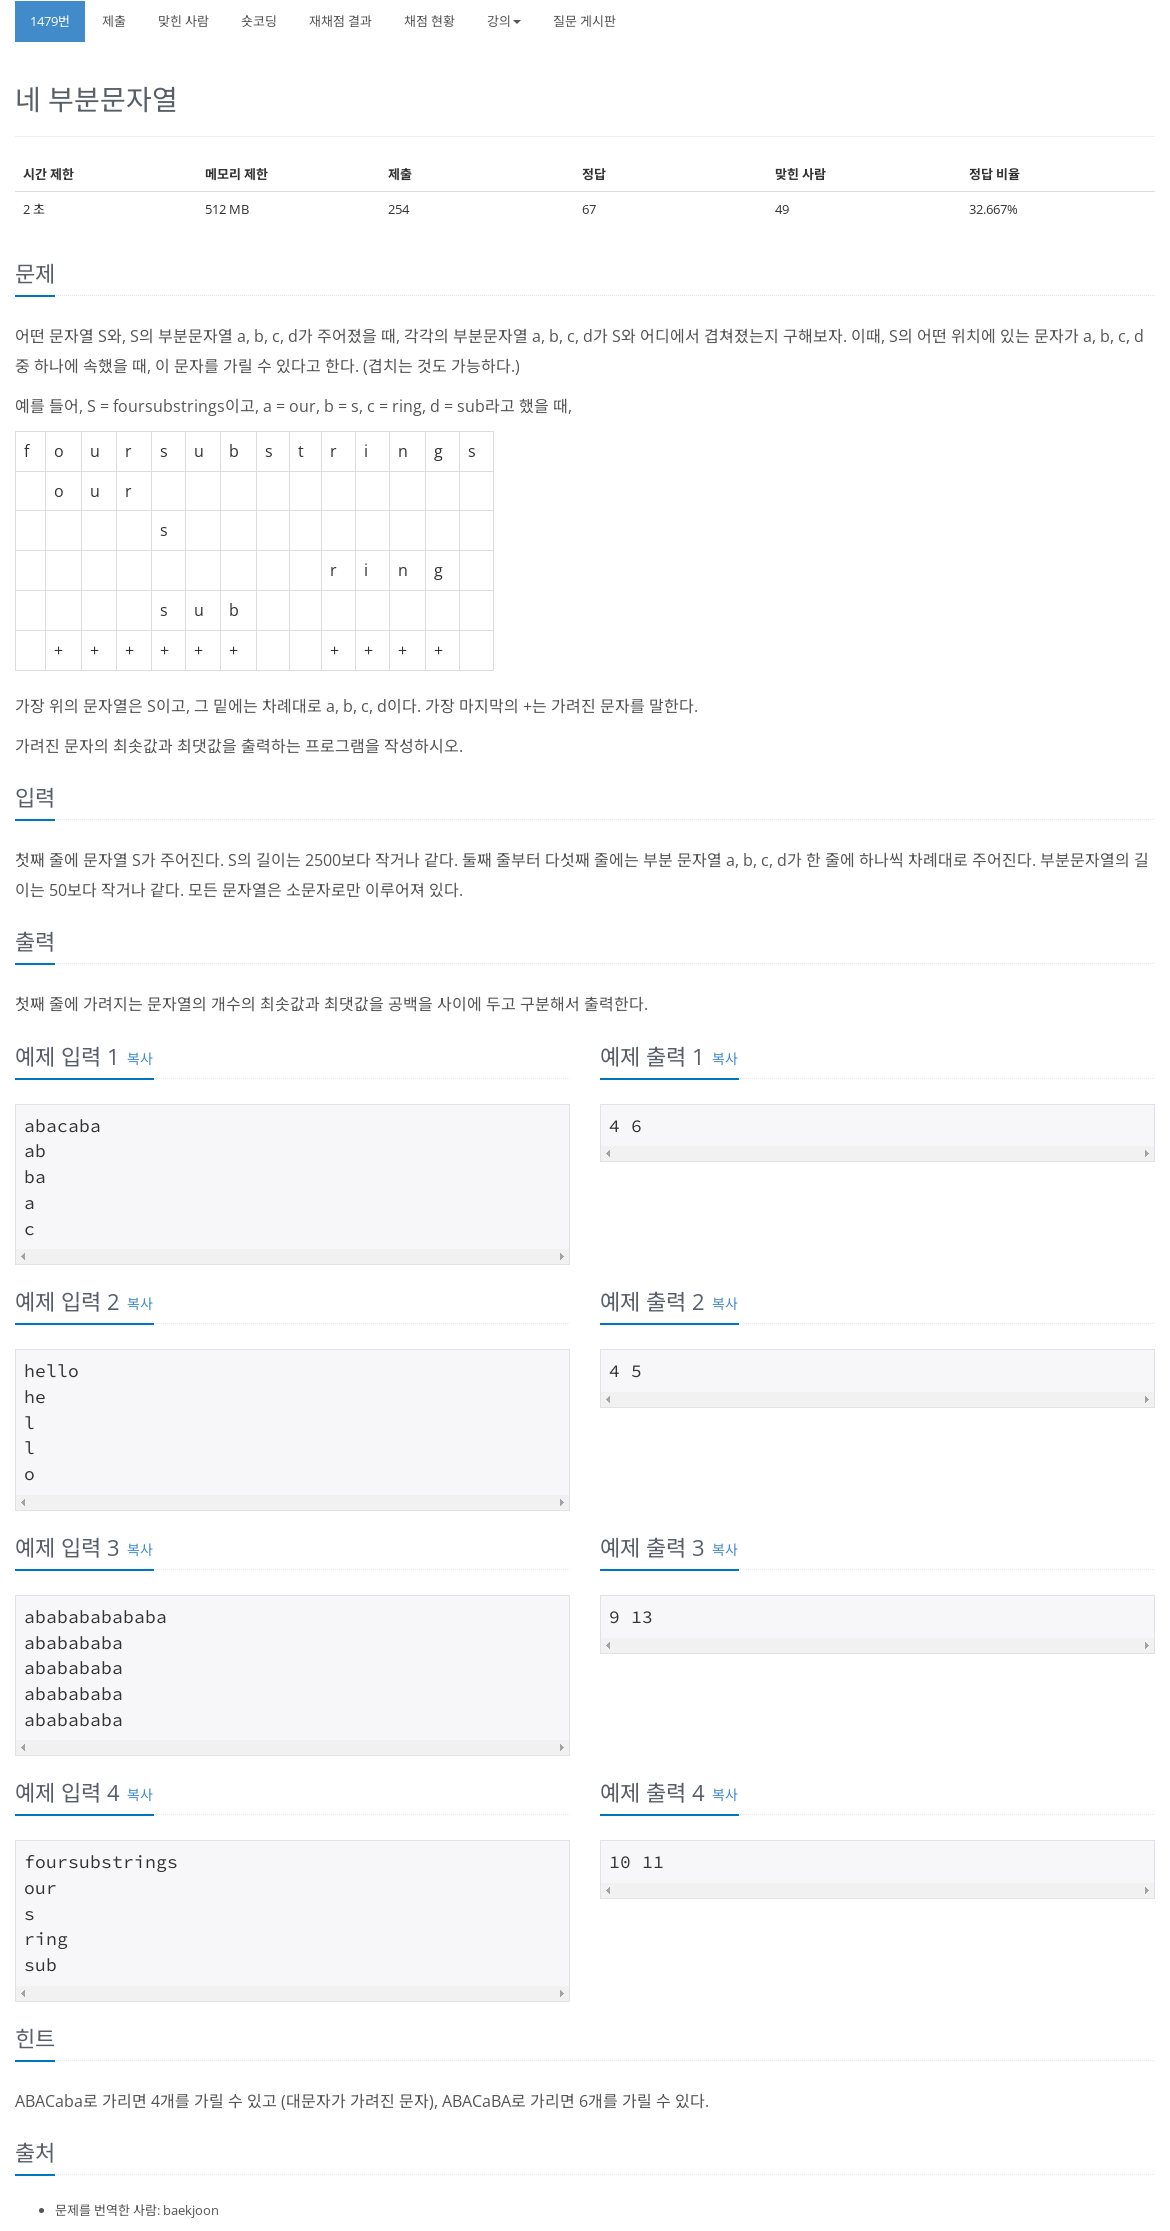 1479번 제출 맞힌 사람 숏코딩 재채점 결과 채점 현황 강의 질문 게시판
네 부분문자열
시간 제한 메모리 제한 제출 정답 맞힌 사람 정답 비율
2 초 512 MB 254 67 49 32.667%
문제
어떤 문자열 S와, S의 부분문자열 a, b, c, d가 주어졌을 때, 각각의 부분문자열 a, b, c, d가 S와 어디에서 겹쳐졌는지 구해보자. 이때, S의 어떤 위치에 있는 문자가 a, b, c, d
중 하나에 속했을 때, 이 문자를 가릴 수 있다고 한다. (겹치는 것도 가능하다.)
예를 들어, S = foursubstrings이고, a = our, b = s, c = ring, d = sub라고 했을 때,
f o u r s u b s t r i n g s
o u r
s
r i n g
s u b
+ + + + + + + + + +
가장 위의 문자열은 S이고, 그 밑에는 차례대로 a, b, c, d이다. 가장 마지막의 +는 가려진 문자를 말한다.
가려진 문자의 최솟값과 최댓값을 출력하는 프로그램을 작성하시오.
입력
첫째 줄에 문자열 S가 주어진다. S의 길이는 2500보다 작거나 같다. 둘째 줄부터 다섯째 줄에는 부분 문자열 a, b, c, d가 한 줄에 하나씩 차례대로 주어진다. 부분문자열의 길
이는 50보다 작거나 같다. 모든 문자열은 소문자로만 이루어져 있다.
출력
첫째 줄에 가려지는 문자열의 개수의 최솟값과 최댓값을 공백을 사이에 두고 구분해서 출력한다.
예제 입력 1 복사
abacaba
ab
ba
a
c
예제 출력 1 복사
4 6
예제 입력 2 복사
hello
he
l
l
o
예제 출력 2 복사
4 5
예제 입력 3 복사
ababababababa
ababababa
ababababa
ababababa
ababababa
예제 출력 3 복사
9 13
예제 입력 4 복사
foursubstrings
our
s
ring
sub
예제 출력 4 복사
10 11
힌트
ABACaba로 가리면 4개를 가릴 수 있고 (대문자가 가려진 문자), ABACaBA로 가리면 6개를 가릴 수 있다.
출처
문제를 번역한 사람: baekjoon